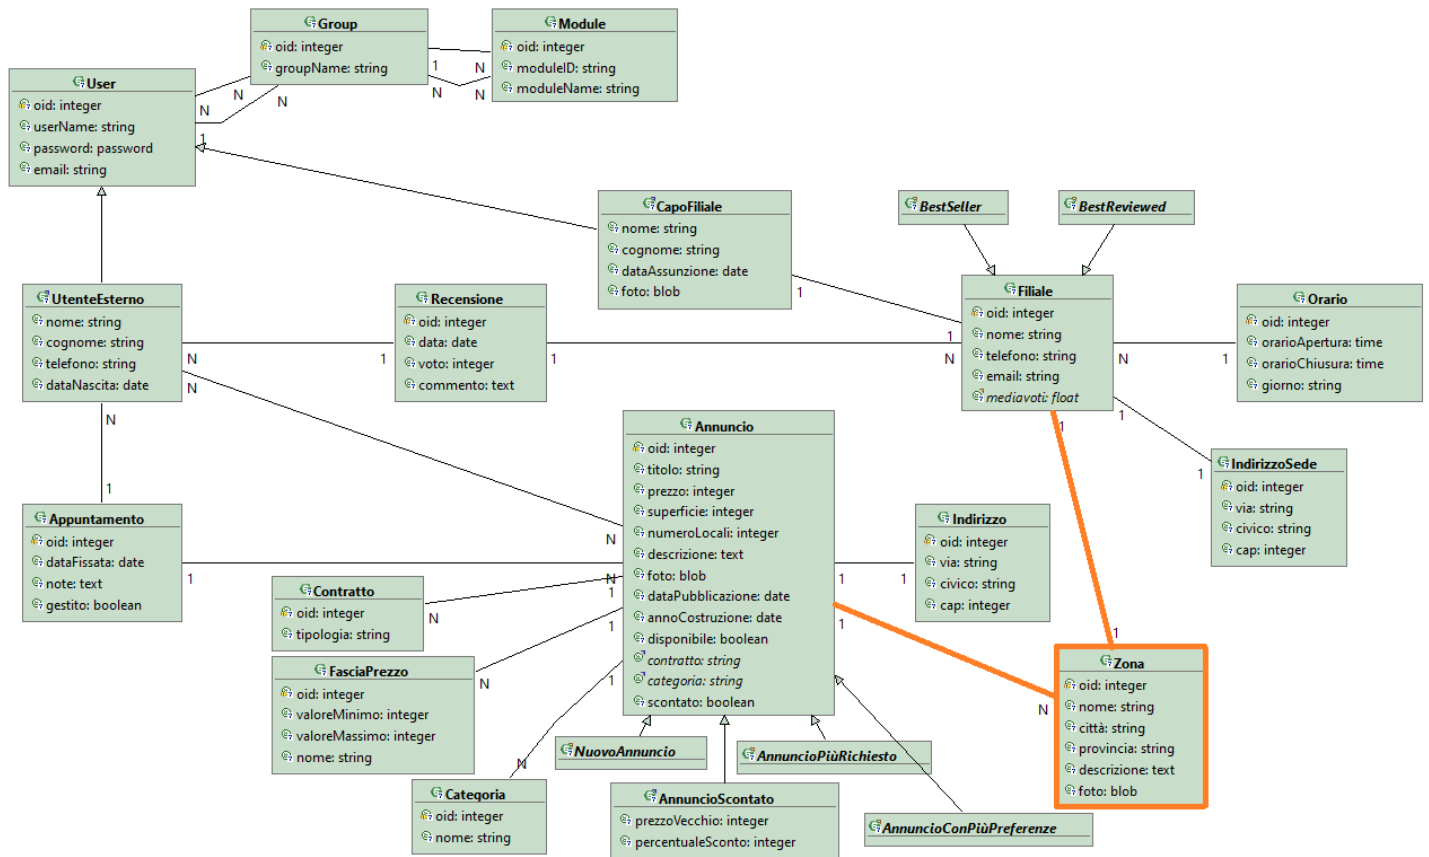 Group
oid: integer
groupName: string
Module
oid: integer
moduleID: string
moduleName: string
User
oid: integer
userName: string
password: password
email: string
N
N
N
1
N
N
N
1
CapoFiliale
nome: string
cognome: string
dataAssunzione: date
foto: blob
1
BestSeller
BestReviewed
UtenteEsterno
nome: string
cognome: string
telefono: string
dataNascita: date
N
N
N
1
Recensione
oid: integer
data: date
voto: integer
commento: text
1
1
Filiale
oid: integer
nome: string
telefono: string
email: string
mediavoti: float
1
N
N
1
1
1
Orario
oid: integer
orarioApertura: time
orarioChiusura: time
giorno: string
1
IndirizzoSede
oid: integer
via: string
civico: string
cap: integer
Annuncio
oid: integer
titolo: string
prezzo: integer
superficie: integer
numeroLocali: integer
descrizione: text
foto: blob
dataPubblicazione: date
annoCostruzione: date
disponibile: boolean
contratto: string
categoria: string
scontato: boolean
N
N
1
1
1
1
1
Appuntamento
oid: integer
dataFissata: date
note: text
gestito: boolean
1
Indirizzo
oid: integer
via: string
civico: string
cap: integer
1
Contratto
oid: integer
tipologia: string
N
FasciaPrezzo
oid: integer
valoreMinimo: integer
valoreMassimo: integer
nome: string
N
Zona
oid: integer
nome: string
città: string
provincia: string
descrizione: text
foto: blob
1
N
NuovoAnnuncio
AnnuncioPiùRichiesto
Categoria
oid: integer
nome: string
N
AnnuncioScontato
prezzoVecchio: integer
percentualeSconto: integer
AnnuncioConPiùPreferenze